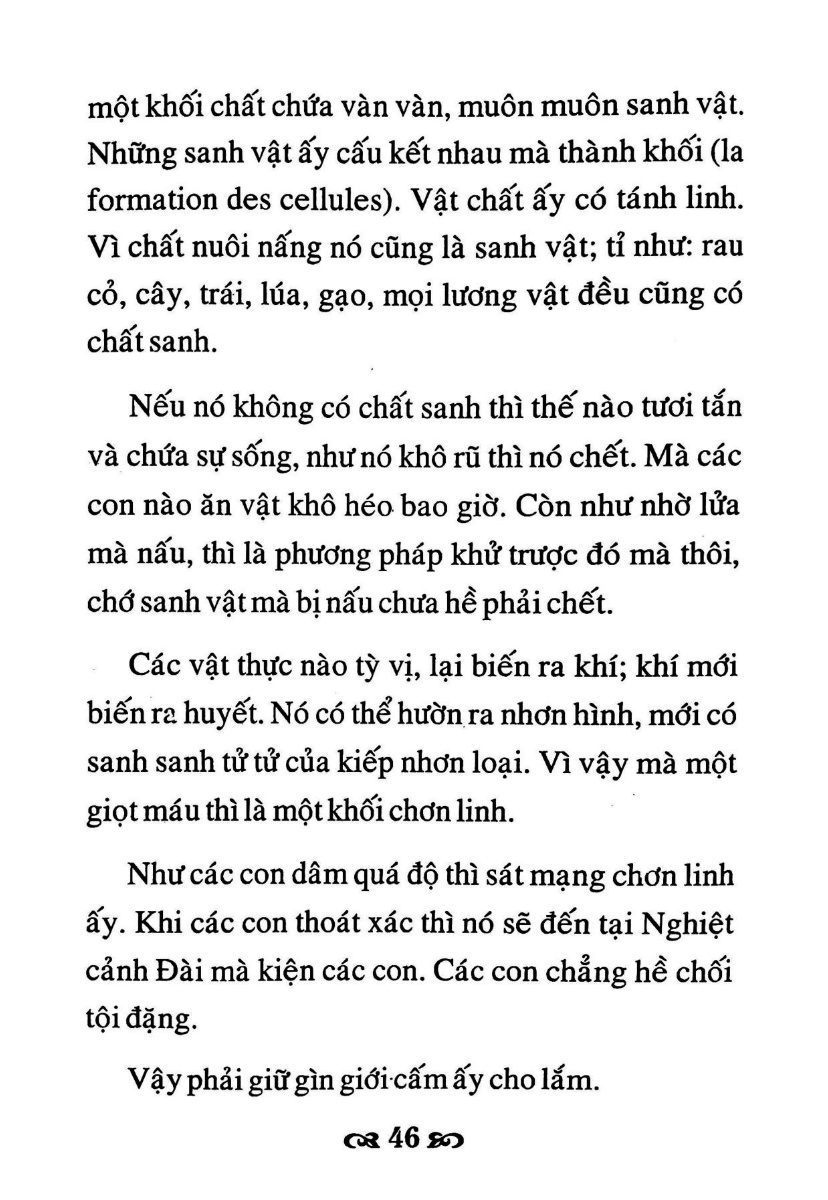 một khối chất chứa vàn vàn, muôn muôn sanh vật.
Những sanh vật ấy cấu kết nhau mà thành khối (la
formation des cellules). Vật chất ấy có tánh linh.
Vì chất nuôi nấng nó cũng là sanh vật; tỉ như: rau
cỏ, cây, trái, lúa, gạo, mọi lương vật đều cũng có
chất sanh.
Nếu nó không có chất sanh thì thế nào tươi tắn
và chứa sự sống, như nó khô rũ thì nó chết. Mà các
con nào ăn vật khô héo bao giờ. Còn như nhờ lửa
mà nấu, thì là phương pháp khử trược đó mà thôi,
chớ sanh vật mà bị nấu chưa hề phải chết.
Các vật thực nào tỳ vị, lại biến ra khí; khí mới
biến ra huyết. Nó có thể hườn ra nhơn hình, mới có
sanh sanh tử tử của kiếp nhơn loại. Vì vậy mà một
giọt máu thì là một khối chơn linh.
Như các con dâm quá độ thì sát mạng chơn linh
ấy. Khi các con thoát xác thì nó sẽ đến tại Nghiệt
cảnh Đài mà kiện các con. Các con chẳng hề chối
tội đặng.
Vậy phải giữ gìn giới cấm ấy cho lắm.
46